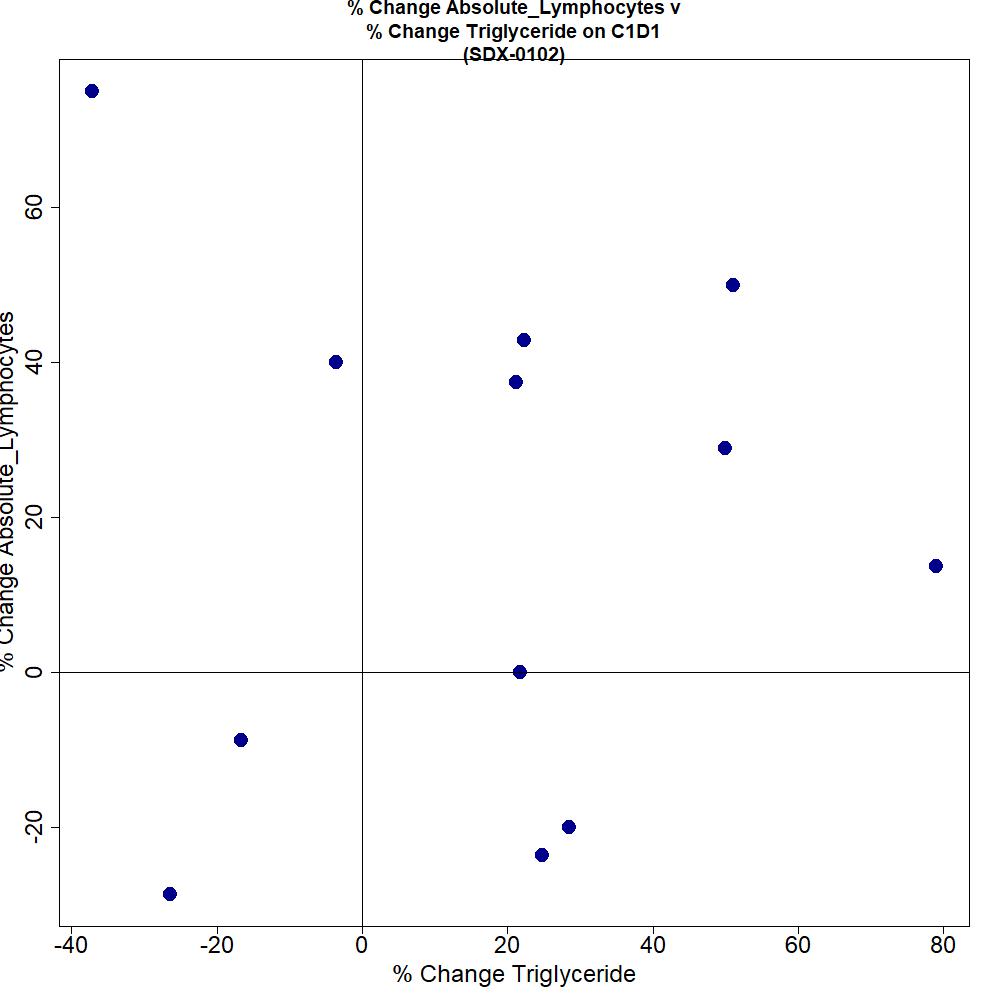 % Change Absolute_Lymphocytes v
% Change Triglyceride on C1D1
(SDX-0102)
% Change Absolute_Lymphocytes
60
40
20
0
-20
-40
-20
0
20
40
60
80
% Change Triglyceride